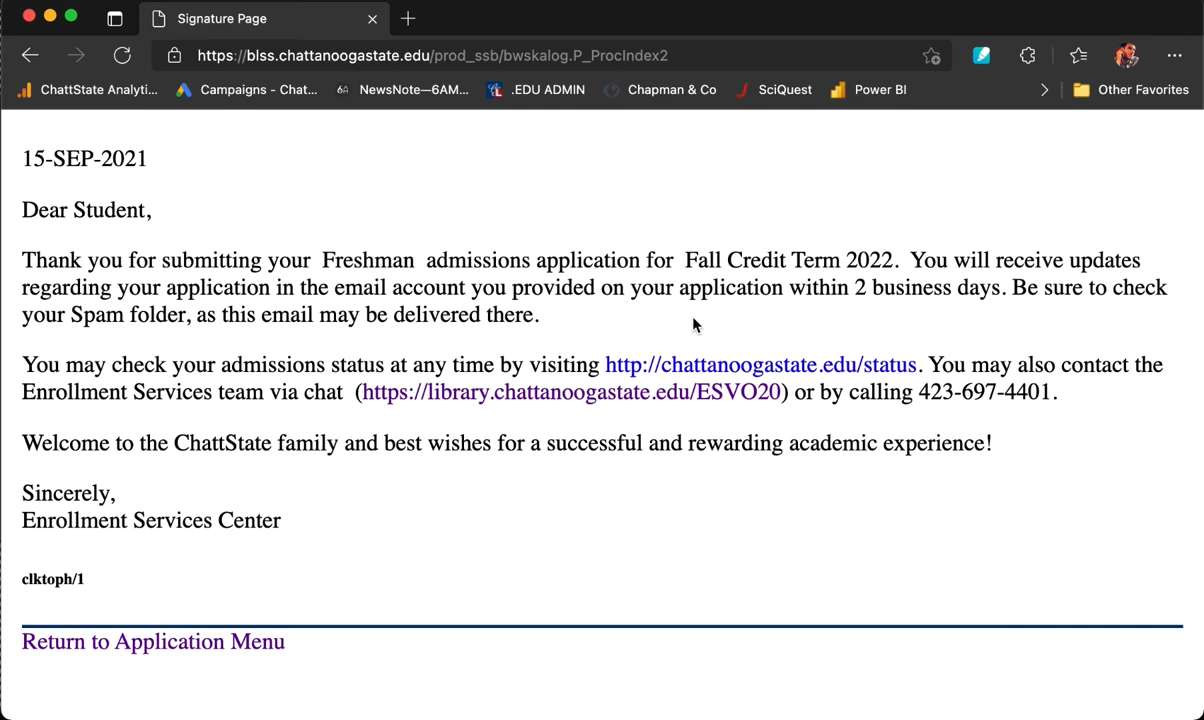 Signature Page
https://blss.chattanoogastate.edu/prod_ssb/bwskalog.P_ProcIndex2
ChattState Analyti... Campaigns - Chat... 6A NewsNote—6AM... .EDU ADMIN Chapman & Co SciQuest Power BI Other Favorites
15-SEP-2021
Dear Student,
Thank you for submitting your Freshman admissions application for Fall Credit Term 2022. You will receive updates
regarding your application in the email account you provided on your application within 2 business days. Be sure to check
your Spam folder, as this email may be delivered there.
You may check your admissions status at any time by visiting http://chattanoogastate.edu/status. You may also contact the
Enrollment Services team via chat (https://library.chattanoogastate.edu/ESVO20) or by calling 423-697-4401.
Welcome to the ChattState family and best wishes for a successful and rewarding academic experience!
Sincerely,
Enrollment Services Center
clktoph/1
Return to Application Menu